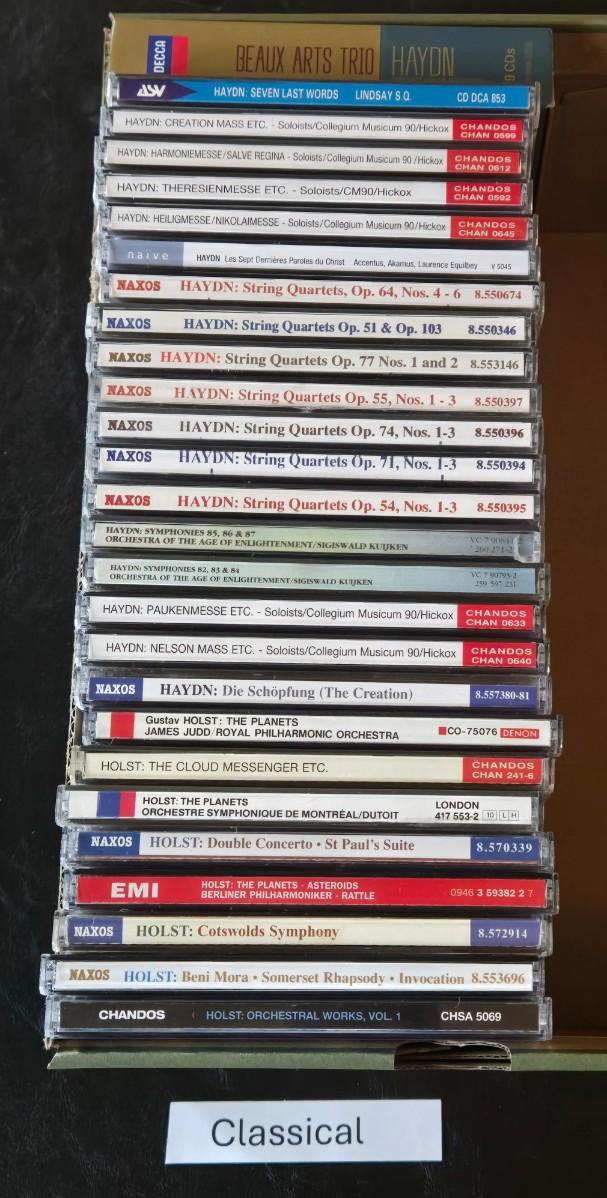 DECCA BEAUX ARTS TRIO HAYDN 9 CDs
ASV HAYDN: SEVEN LAST WORDS LINDSAY S.Q. CD DCA 853
HAYDN: CREATION MASS ETC. - Soloists/Collegium Musicum 90/Hickox CHANDOS CHAN 0599
HAYDN: HARMONIEMESSE/SALVE REGINA - Soloists/Collegium Musicum 90/Hickox CHANDOS CHAN 0612
HAYDN: THERESIENMESSE ETC. - Soloists/CM90/Hickox CHANDOS CHAN 0592
HAYDN: HEILIGMESSE/NIKOLAIMESSE - Soloists/Collegium Musicum 90/Hickox CHANDOS CHAN 0645
naïve HAYDN Les Sept Dernières Paroles du Christ Accentus, Akamus, Laurence Equilbey V 5045
NAXOS HAYDN: String Quartets, Op. 64, Nos. 4 - 6 8.550674
NAXOS HAYDN: String Quartets Op. 51 & Op. 103 8.550346
NAXOS HAYDN: String Quartets Op. 77 Nos. 1 and 2 8.553146
NAXOS HAYDN: String Quartets Op. 55, Nos. 1 - 3 8.550397
NAXOS HAYDN: String Quartets Op. 74, Nos. 1-3 8.550396
NAXOS HAYDN: String Quartets Op. 71, Nos. 1-3 8.550394
NAXOS HAYDN: String Quartets Op. 54, Nos. 1-3 8.550395
HAYDN: SYMPHONIES 85, 86 & 87
ORCHESTRA OF THE AGE OF ENLIGHTENMENT/SIGISWALD KUIJKEN
HAYDN: SYMPHONIES 82, 83 & 84 VC 7 90793-2
ORCHESTRA OF THE AGE OF ENLIGHTENMENT/SIGISWALD KUIJKEN 259 597-231
HAYDN: PAUKENMESSE ETC. - Soloists/Collegium Musicum 90/Hickox CHANDOS CHAN 0633
HAYDN: NELSON MASS ETC. - Soloists/Collegium Musicum 90/Hickox CHANDOS CHAN 0640
NAXOS HAYDN: Die Schöpfung (The Creation) 8.557380-81
Gustav HOLST: THE PLANETS
JAMES JUDD/ROYAL PHILHARMONIC ORCHESTRA CO-75076 DENON
HOLST: THE CLOUD MESSENGER ETC. CHANDOS CHAN 241-6
HOLST: THE PLANETS LONDON
ORCHESTRE SYMPHONIQUE DE MONTRÉAL/DUTOIT 417 553-2 10 L H
NAXOS HOLST: Double Concerto • St Paul's Suite 8.570339
EMI HOLST: THE PLANETS · ASTEROIDS
BERLINER PHILHARMONIKER · RATTLE 0946 3 59382 2 7
NAXOS HOLST: Cotswolds Symphony 8.572914
NAXOS HOLST: Beni Mora • Somerset Rhapsody • Invocation 8.553696
CHANDOS HOLST: ORCHESTRAL WORKS, VOL. 1 CHSA 5069
Classical